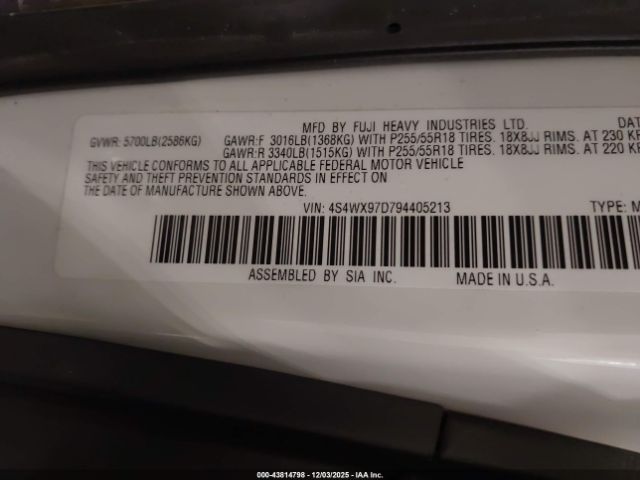 MFD BY FUJI HEAVY INDUSTRIES LTD. DAT
GVWR: 5700LB(2586KG) GAWR:F 3016LB(1368KG) WITH P255/55R18 TIRES. 18X8JJ RIMS. AT 230 KP
GAWR:R 3340LB(1515KG) WITH P255/55R18 TIRES. 18X8JJ RIMS. AT 220 KP
THIS VEHICLE CONFORMS TO ALL APPLICABLE FEDERAL MOTOR VEHICLE
SAFETY AND THEFT PREVENTION STANDARDS IN EFFECT ON
THE DATE OF MANUFACTURE SHOWN ABOVE.
VIN: 4S4WX97D794405213 TYPE: M
ASSEMBLED BY SIA INC. MADE IN U.S.A.
000-43814798 - 12/03/2025 - IAA Inc.